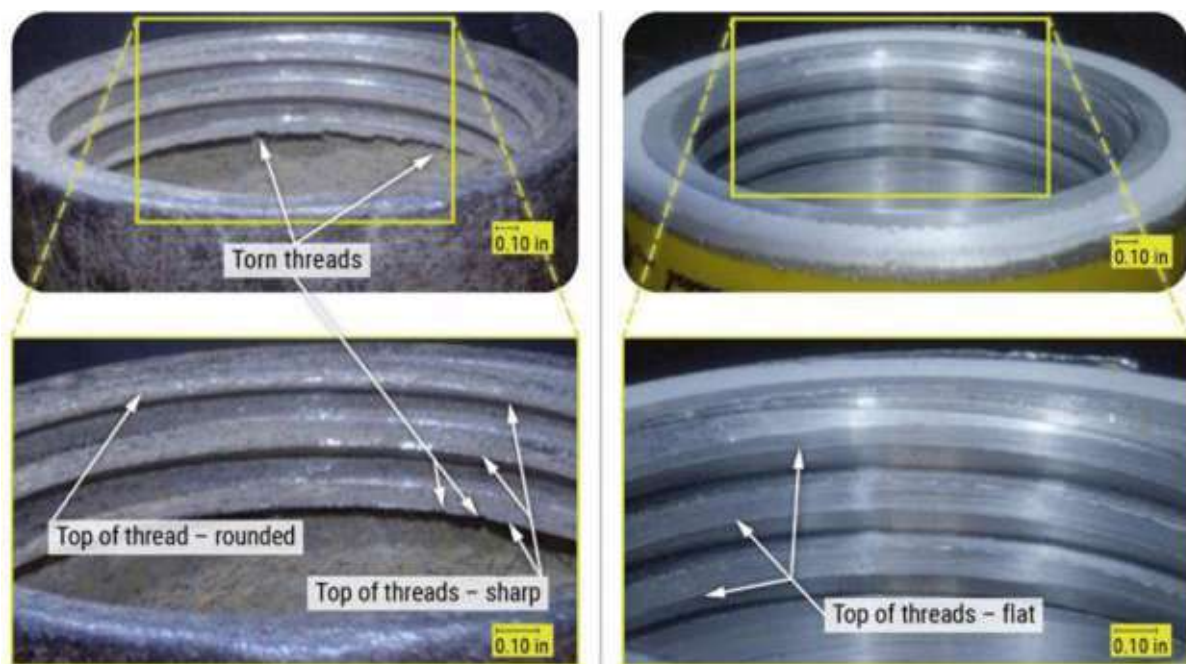 0.10 in
0.10 in
Torn threads
Top of thread – rounded
Top of threads – sharp
0.10 in
Top of threads – flat
0.10 in